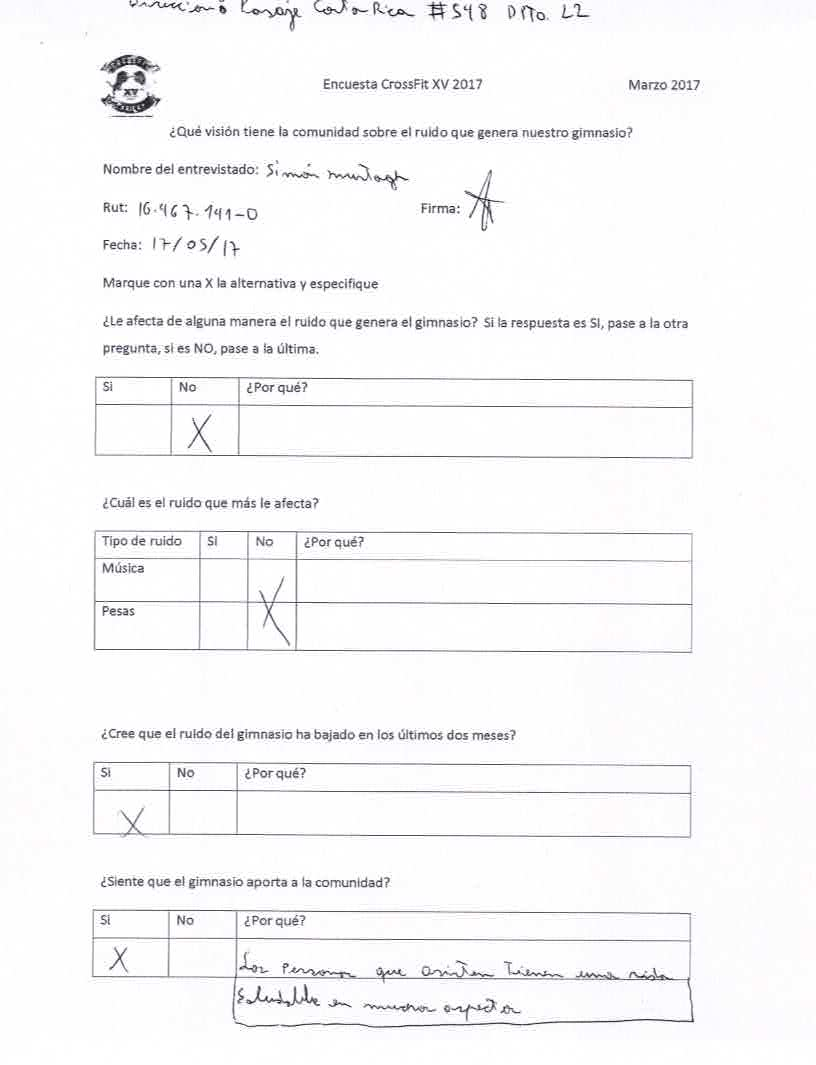 Dirección: Pasaje Costa Rica #548 DPTO. L2
Encuesta CrossFit XV 2017 Marzo 2017
XV
¿Qué visión tiene la comunidad sobre el ruido que genera nuestro gimnasio?
Nombre del entrevistado: Simón Murtagh
Rut: 16.467.141-0 Firma:
Fecha: 17/05/17
Marque con una X la alternativa y especifique
¿Le afecta de alguna manera el ruido que genera el gimnasio? Si la respuesta es SI, pase a la otra
pregunta, si es NO, pase a la última.
Si No ¿Por qué?
X
¿Cuál es el ruido que más le afecta?
Tipo de ruido Si No ¿Por qué?
Música
X
Pesas
¿Cree que el ruido del gimnasio ha bajado en los últimos dos meses?
Si No ¿Por qué?
X
¿Siente que el gimnasio aporta a la comunidad?
Si No ¿Por qué?
X Las personas que asisten tienen una vida
Saludable en muchos aspectos